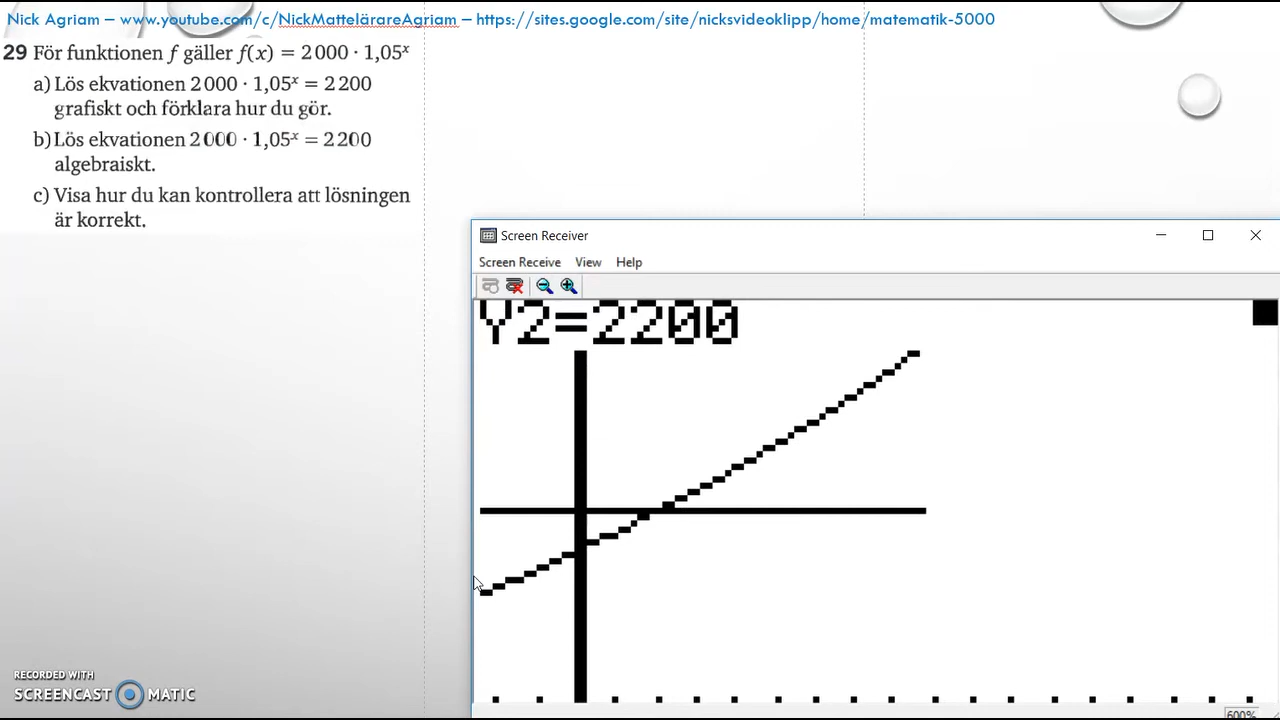 Nick Agriam – www.youtube.com/c/NickMattelärareAgriam – https://sites.google.com/site/nicksvideoklipp/home/matematik-5000
29 För funktionen f gäller f(x) = 2 000 · 1,05ˣ
a) Lös ekvationen 2 000 · 1,05ˣ = 2 200
grafiskt och förklara hur du gör.
b) Lös ekvationen 2 000 · 1,05ˣ = 2 200
algebraiskt.
c) Visa hur du kan kontrollera att lösningen
är korrekt.
Screen Receiver
Screen Receive View Help
Y2=2200
600%
RECORDED WITH
SCREENCAST MATIC